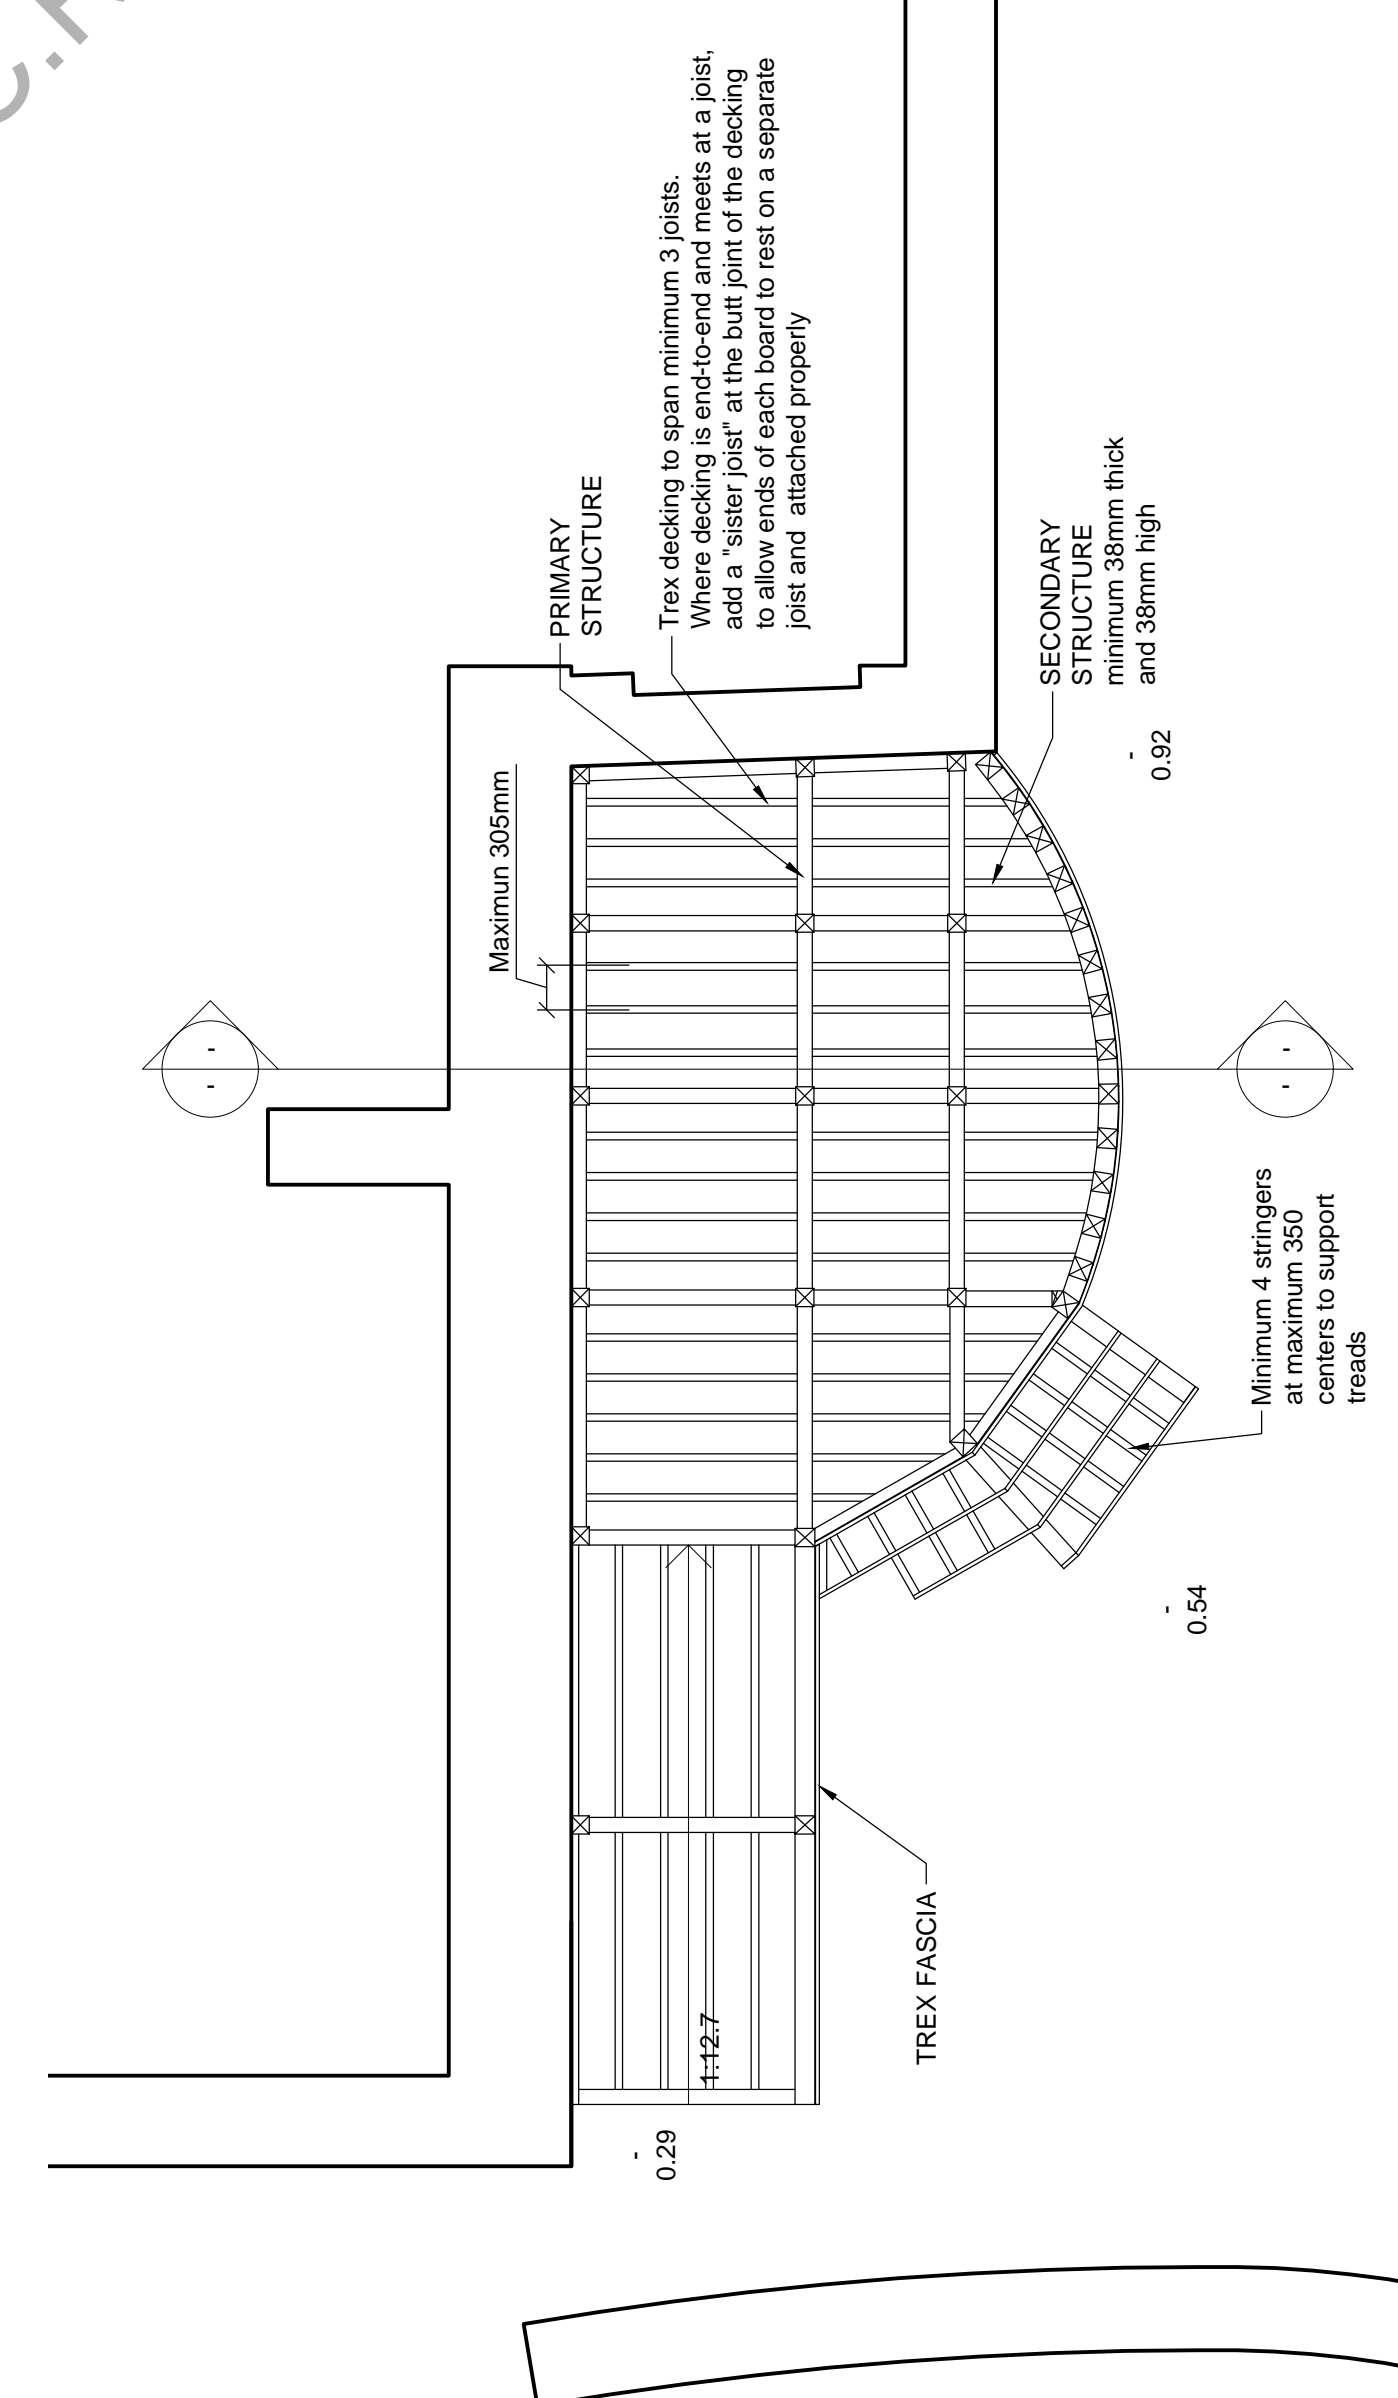 PRIMARY
STRUCTURE
Trex decking to span minimum 3 joists.
Where decking is end-to-end and meets at a joist,
add a "sister joist" at the butt joint of the decking
to allow ends of each board to rest on a separate
joist and  attached properly
Maximun 305mm
SECONDARY
STRUCTURE
minimum 38mm thick
and 38mm high
-
0.92
-
-
-
-
Minimum 4 stringers
at maximum 350
centers to support
treads
-
0.54
TREX FASCIA
1:12.7
-
0.29